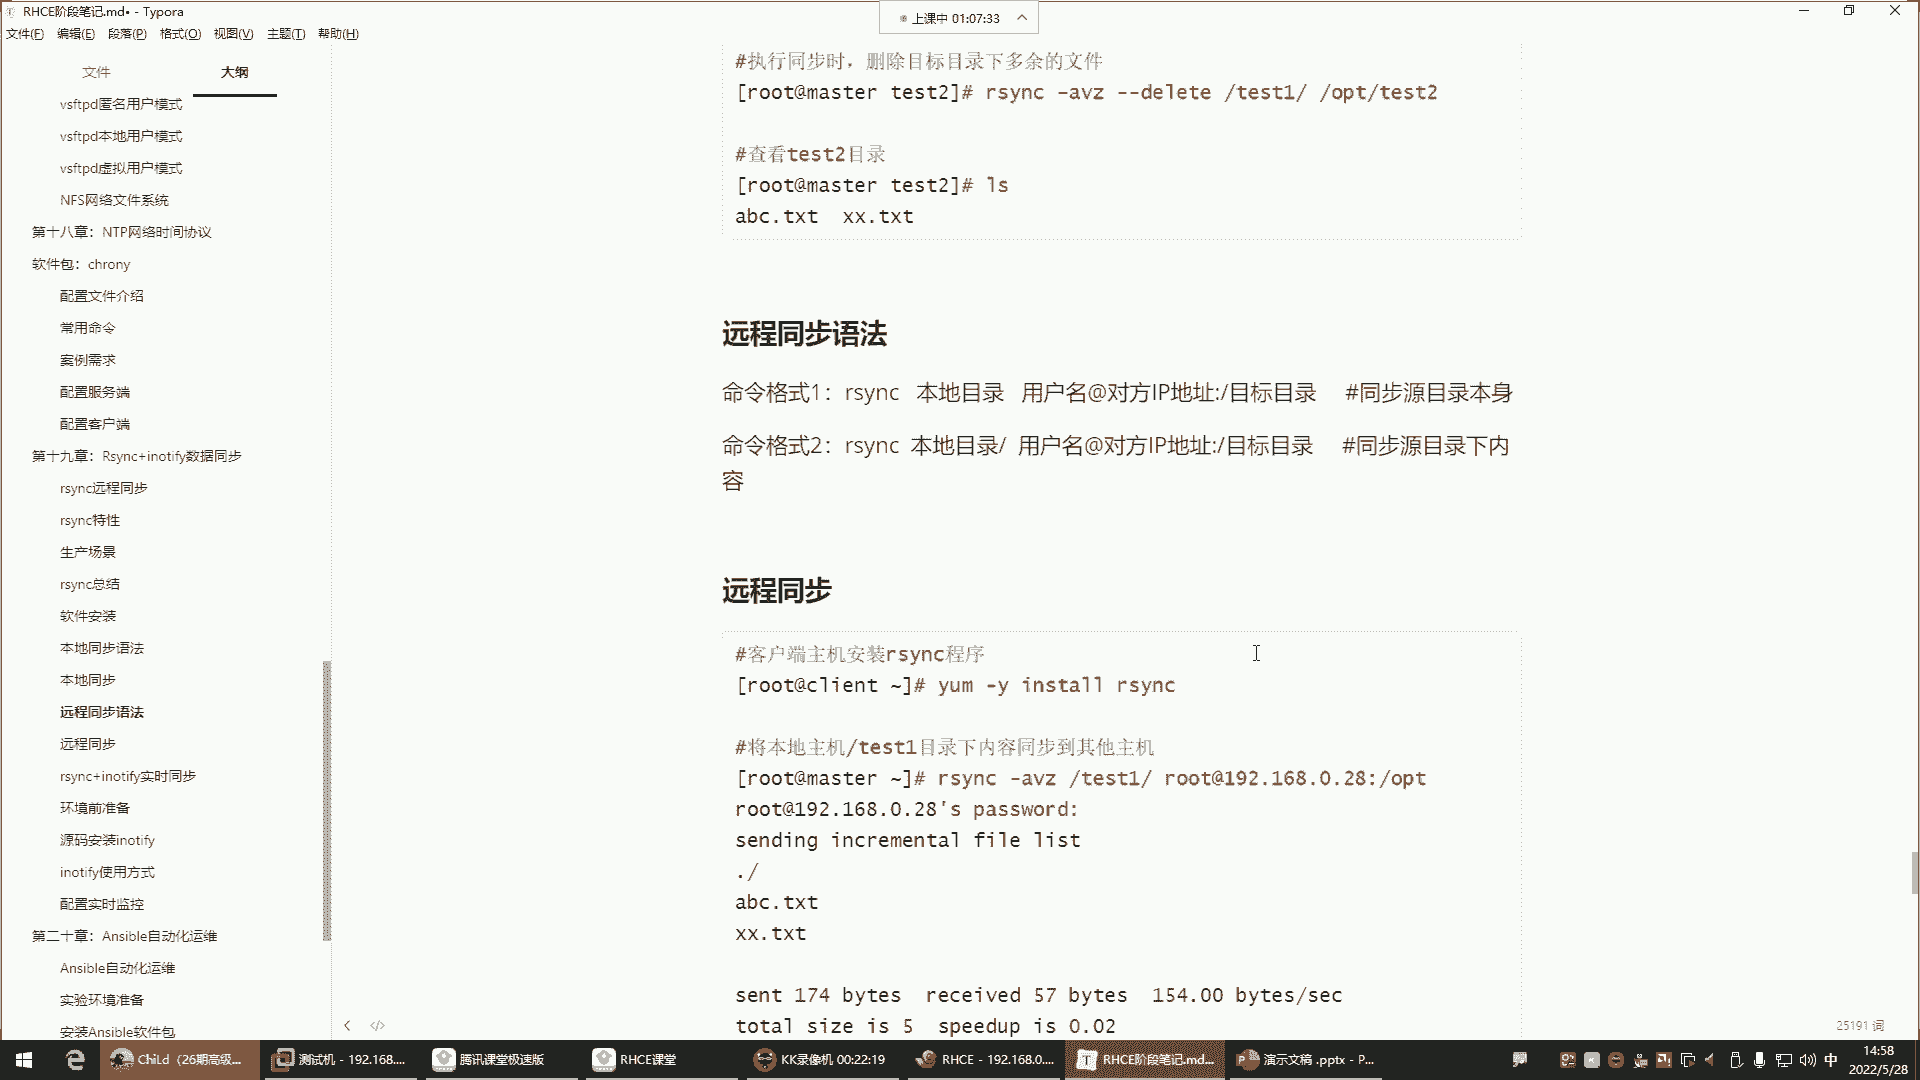 RHCE阶段笔记.md• - Typora
上课中 01:07:33
文件(F) 编辑(E) 段落(P) 格式(O) 视图(V) 主题(T) 帮助(H)
文件 大纲
vsftpd匿名用户模式
vsftpd本地用户模式
vsftpd虚拟用户模式
NFS网络文件系统
第十八章：NTP网络时间协议
软件包：chrony
配置文件介绍
常用命令
案例需求
配置服务端
配置客户端
第十九章：Rsync+inotify数据同步
rsync远程同步
rsync特性
生产场景
rsync总结
软件安装
本地同步语法
本地同步
远程同步语法
远程同步
rsync+inotify实时同步
环境前准备
源码安装inotify
inotify使用方式
配置实时监控
第二十章：Ansible自动化运维
Ansible自动化运维
实验环境准备
安装Ansible软件包
#执行同步时，删除目标目录下多余的文件
[root@master test2]# rsync -avz --delete /test1/ /opt/test2
#查看test2目录
[root@master test2]# ls
abc.txt  xx.txt
远程同步语法
命令格式1：rsync 本地目录 用户名@对方IP地址:/目标目录 #同步源目录本身
命令格式2：rsync 本地目录/ 用户名@对方IP地址:/目标目录 #同步源目录下内
容
远程同步
#客户端主机安装rsync程序
[root@client ~]# yum -y install rsync
#将本地主机/test1目录下内容同步到其他主机
[root@master ~]# rsync -avz /test1/ root@192.168.0.28:/opt
root@192.168.0.28's password:
sending incremental file list
./
abc.txt
xx.txt
sent 174 bytes  received 57 bytes  154.00 bytes/sec
total size is 5  speedup is 0.02
25191 词
ChiLd（26期高级... 测试机 - 192.168.... 腾讯课堂极速版 RHCE课堂 KK录像机 00:22:19 RHCE - 192.168.0.... RHCE阶段笔记.md... 演示文稿 .pptx - P... 中
14:58
2022/5/28